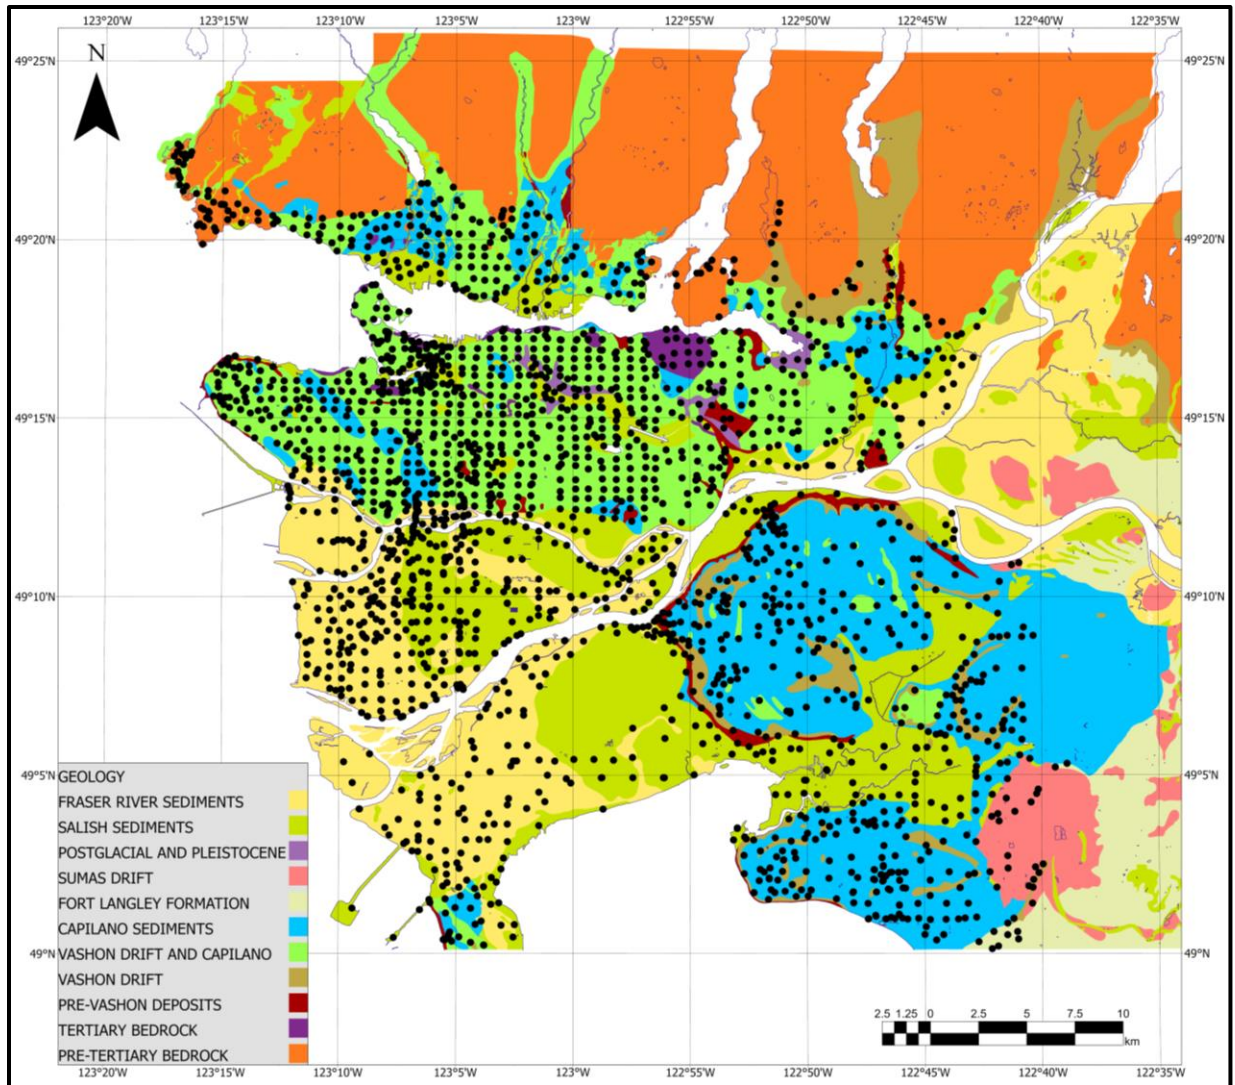 123°20'W 123°15'W 123°10'W 123°5'W 123°0'W 122°55'W 122°50'W 122°45'W 122°40'W 122°35'W
N
49°25'N 49°25'N
49°20'N 49°20'N
49°15'N 49°15'N
49°10'N 49°10'N
49°5'N 49°5'N
GEOLOGY
FRASER RIVER SEDIMENTS
SALISH SEDIMENTS
POSTGLACIAL AND PLEISTOCENE
SUMAS DRIFT
FORT LANGLEY FORMATION
CAPILANO SEDIMENTS
49°N 49°N
VASHON DRIFT AND CAPILANO
VASHON DRIFT
PRE-VASHON DEPOSITS
2.5 1.25 0 2.5 5 7.5 10
TERTIARY BEDROCK
km
PRE-TERTIARY BEDROCK
123°20'W 123°15'W 123°10'W 123°5'W 123°0'W 122°55'W 122°50'W 122°45'W 122°40'W 122°35'W